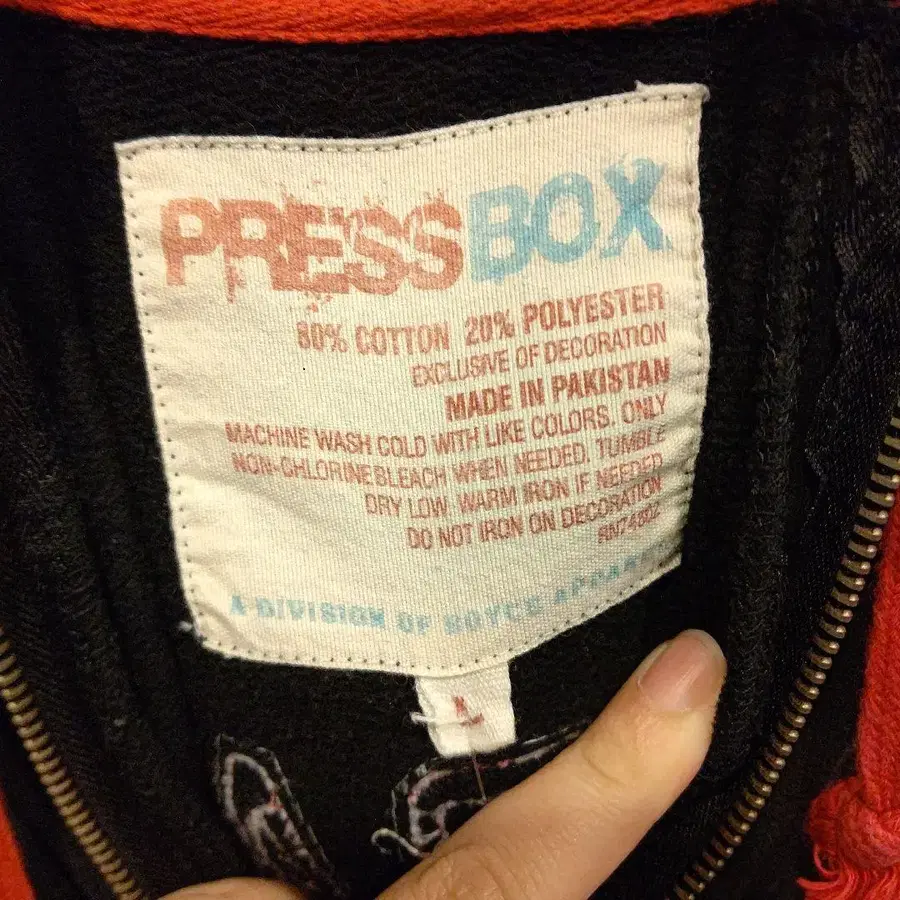 PRESSBOX
80% COTTON 20% POLYESTER
EXCLUSIVE OF DECORATION
MADE IN PAKISTAN
MACHINE WASH COLD WITH LIKE COLORS. ONLY
NON-CHLORINE BLEACH WHEN NEEDED. TUMBLE
DRY LOW. WARM IRON IF NEEDED
DO NOT IRON ON DECORATION
A DIVISION OF BOYCE APPAREL
L